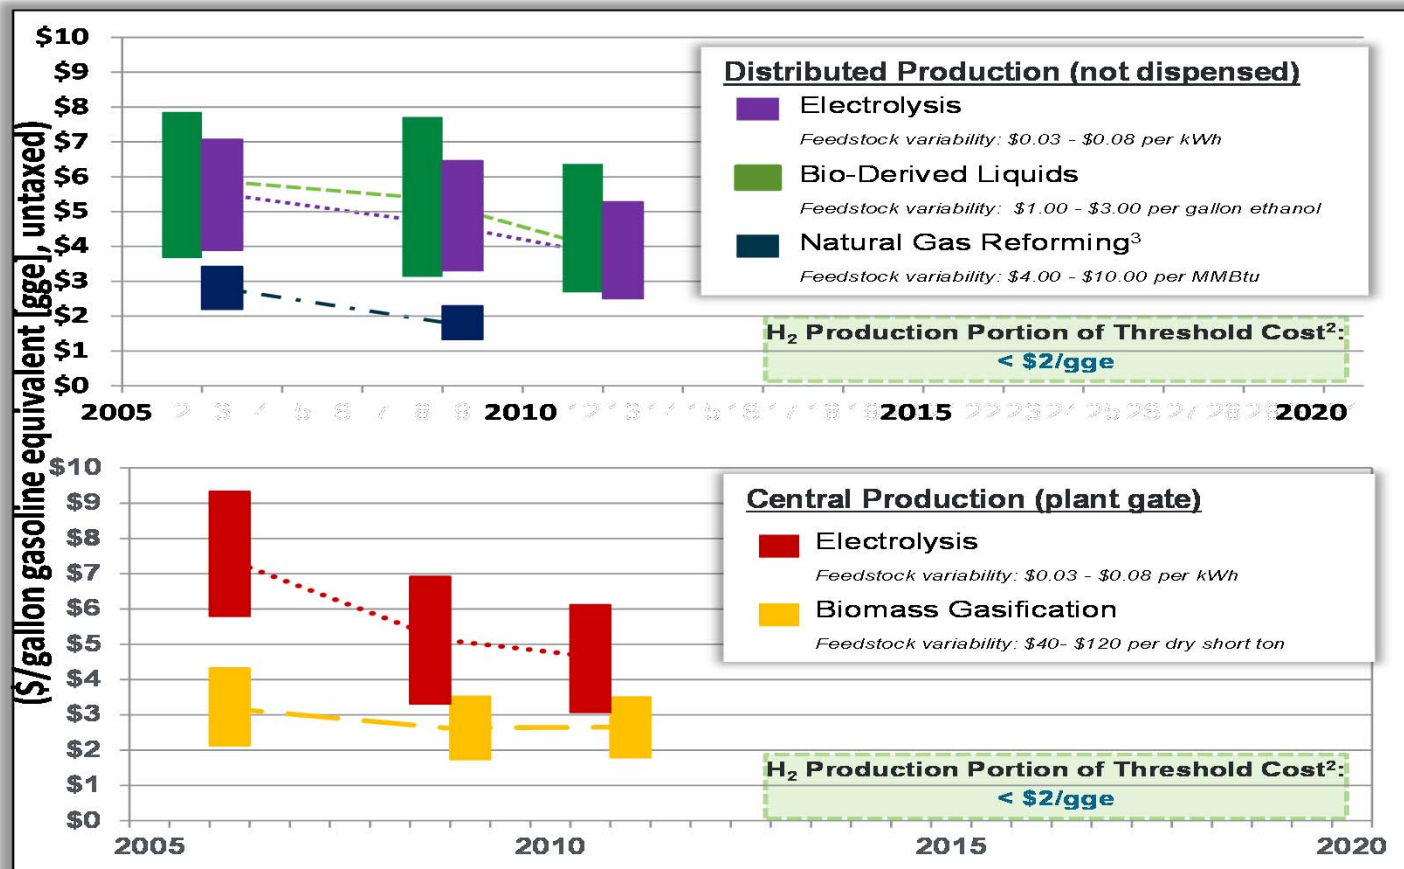 ($/gallon gasoline equivalent [gge], untaxed)
$10
$9
$8
$7
$6
$5
$4
$3
$2
$1
$0
2005
2010
2015
2020
Distributed Production (not dispensed)
Electrolysis
Feedstock variability: $0.03 - $0.08 per kWh
Bio-Derived Liquids
Feedstock variability: $1.00 - $3.00 per gallon ethanol
Natural Gas Reforming³
Feedstock variability: $4.00 - $10.00 per MMBtu
H₂ Production Portion of Threshold Cost²:
< $2/gge
$10
$9
$8
$7
$6
$5
$4
$3
$2
$1
$0
2005
2010
2015
2020
Central Production (plant gate)
Electrolysis
Feedstock variability: $0.03 - $0.08 per kWh
Biomass Gasification
Feedstock variability: $40- $120 per dry short ton
H₂ Production Portion of Threshold Cost²:
< $2/gge